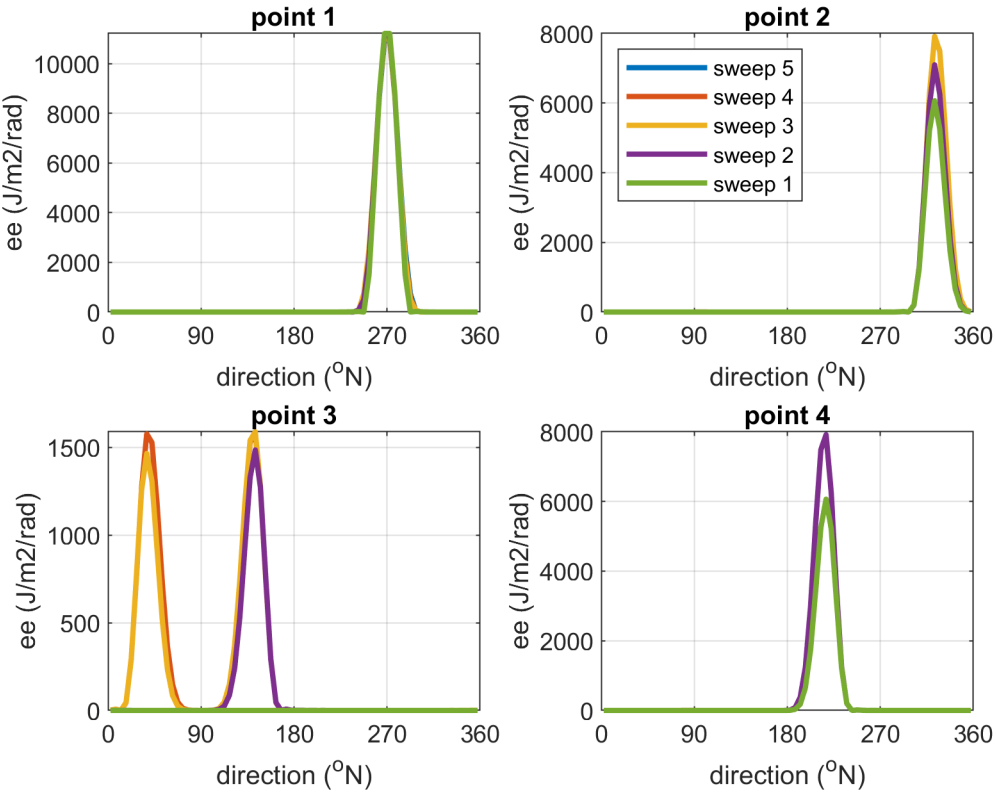 point 1
10000
8000
6000
4000
2000
0
ee (J/m2/rad)
0 90 180 270 360
direction (°N)
point 2
8000
6000
4000
2000
0
ee (J/m2/rad)
sweep 5
sweep 4
sweep 3
sweep 2
sweep 1
0 90 180 270 360
direction (°N)
point 3
1500
1000
500
0
ee (J/m2/rad)
0 90 180 270 360
direction (°N)
point 4
8000
6000
4000
2000
0
ee (J/m2/rad)
0 90 180 270 360
direction (°N)